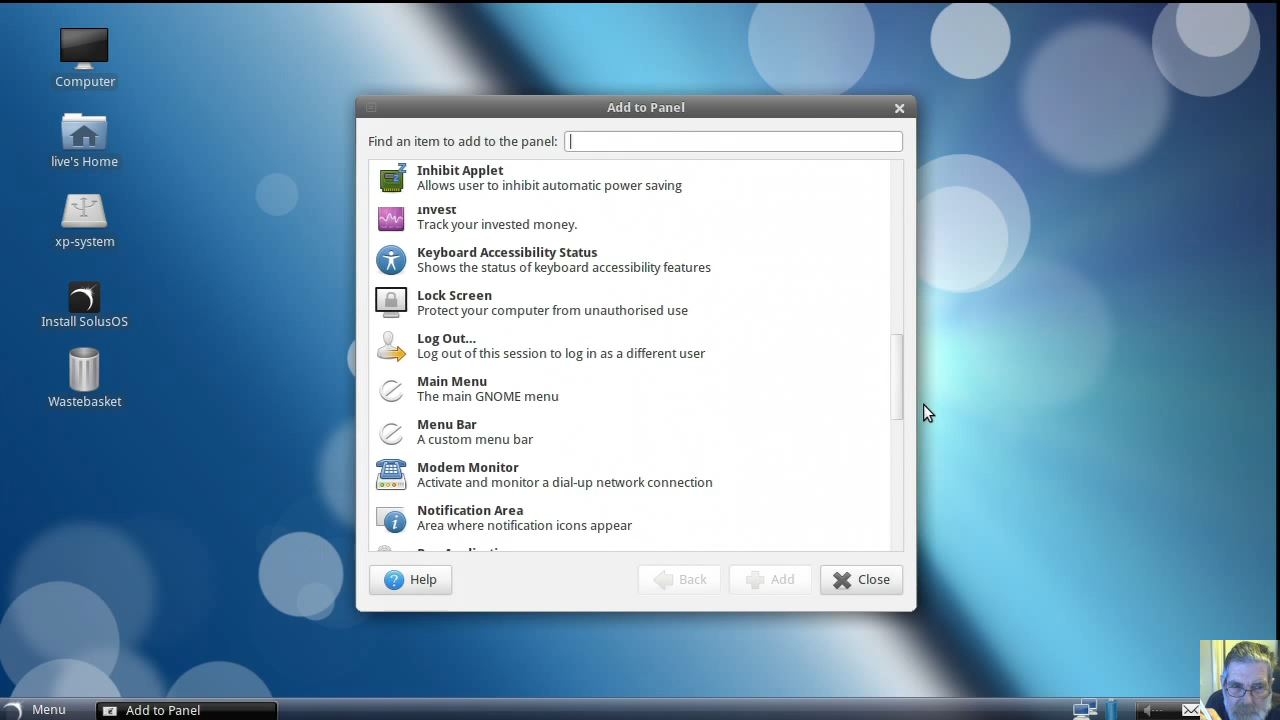 Computer
live's Home
xp-system
Install SolusOS
Wastebasket
Add to Panel
Find an item to add to the panel:
Inhibit Applet
Allows user to inhibit automatic power saving
Invest
Track your invested money.
Keyboard Accessibility Status
Shows the status of keyboard accessibility features
Lock Screen
Protect your computer from unauthorised use
Log Out...
Log out of this session to log in as a different user
Main Menu
The main GNOME menu
Menu Bar
A custom menu bar
Modem Monitor
Activate and monitor a dial-up network connection
Notification Area
Area where notification icons appear
Help
Back
Add
Close
Menu
Add to Panel